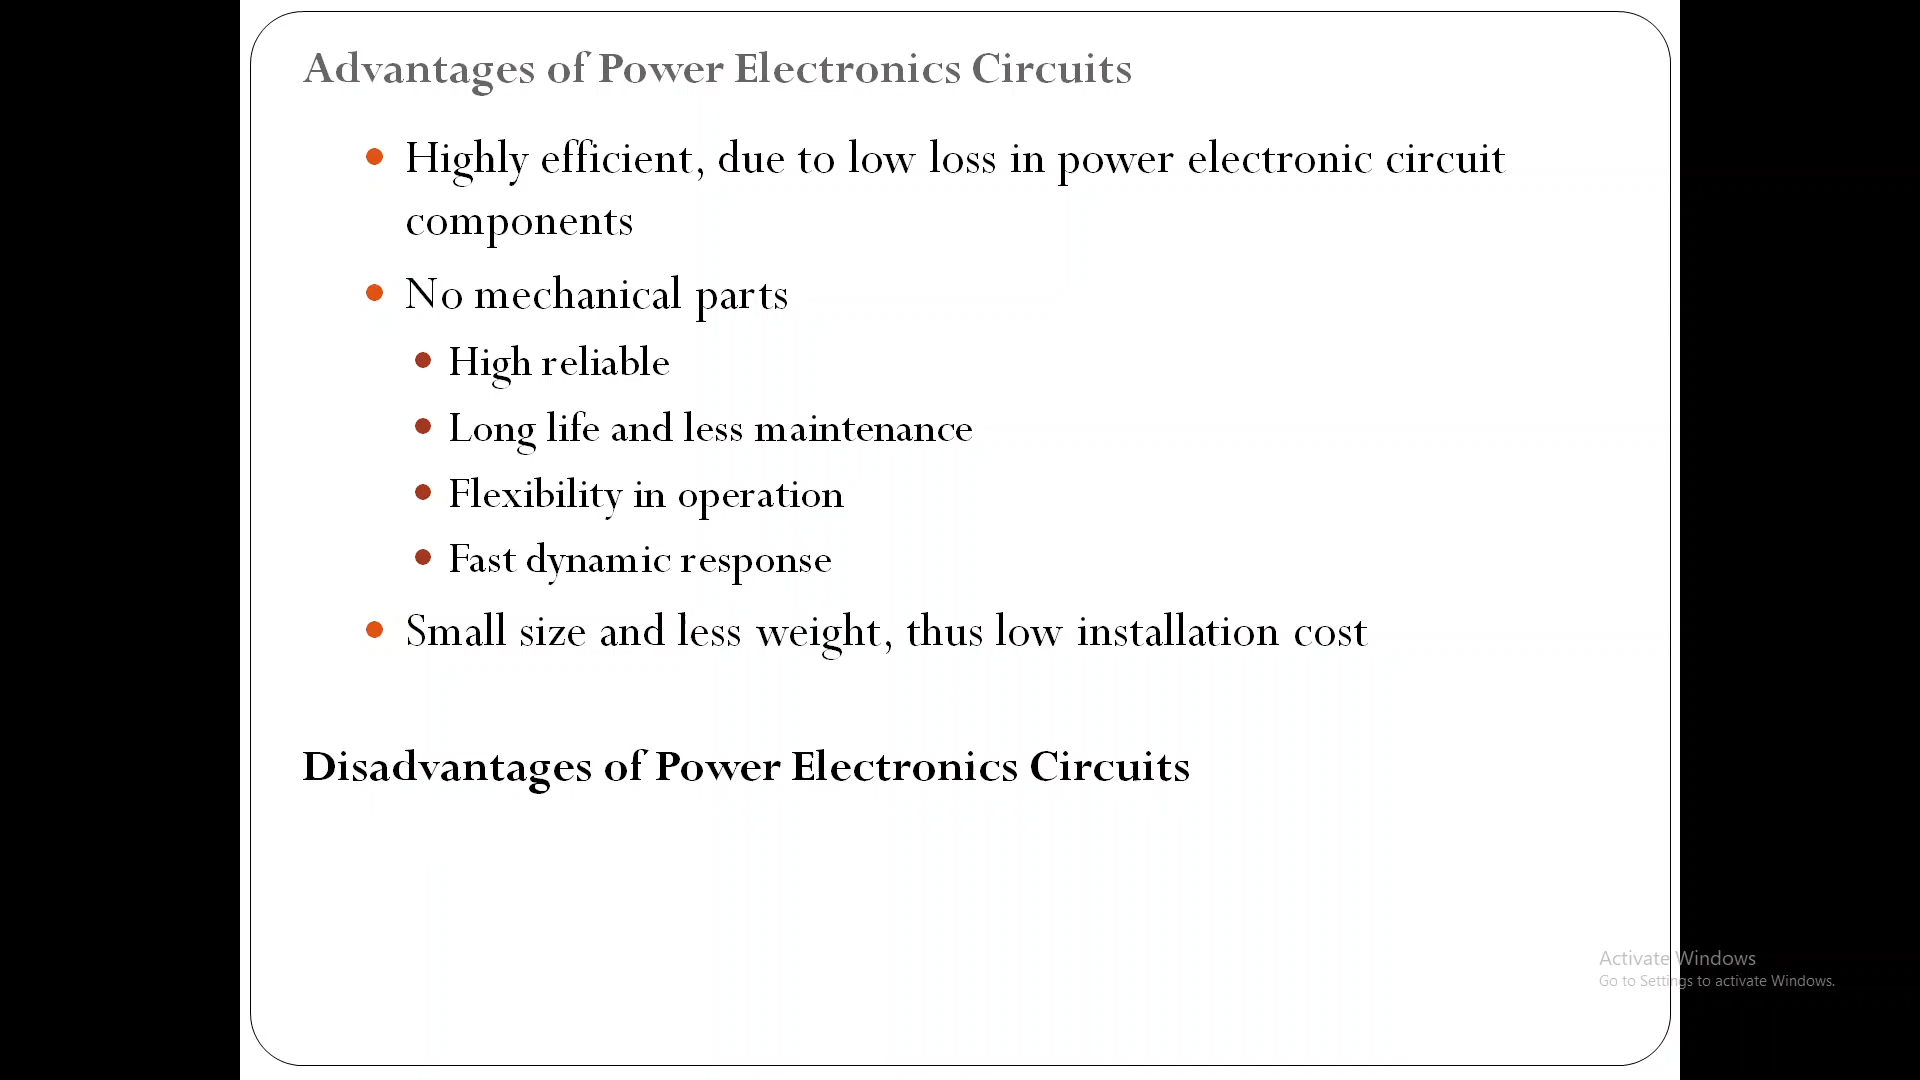 Advantages of Power Electronics Circuits
Highly efficient, due to low loss in power electronic circuit
components
No mechanical parts
High reliable
Long life and less maintenance
Flexibility in operation
Fast dynamic response
Small size and less weight, thus low installation cost
Disadvantages of Power Electronics Circuits
Activate Windows
Go to Settings to activate Windows.